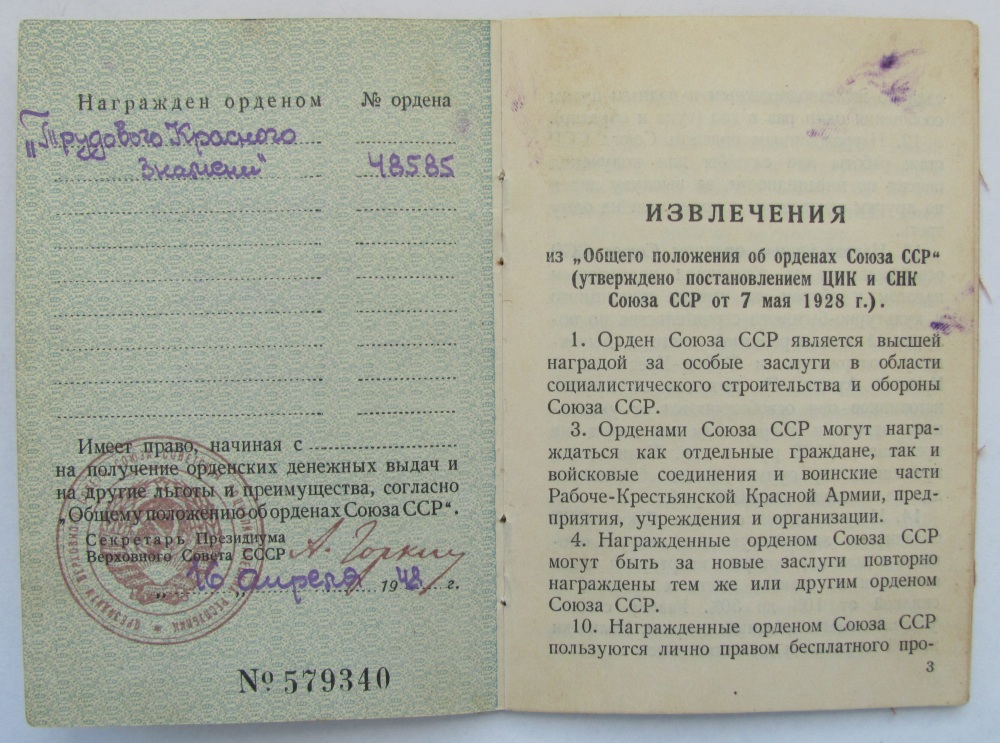 Награжден орденом № ордена
„Трудового Красного
Знамени" 48585
Имеет право, начиная с
на получение орденских денежных выдач и
на другие льготы и преимущества, согласно
„Общему положению об орденах Союза ССР“.
Секретарь Президиума
Верховного Совета СССР А. Горкин
„16“ апреля 1948 г.
№ 579340
ИЗВЛЕЧЕНИЯ
из „Общего положения об орденах Союза ССР“
(утверждено постановлением ЦИК и СНК
Союза ССР от 7 мая 1928 г.).
1. Орден Союза ССР является высшей
наградой за особые заслуги в области
социалистического строительства и обороны
Союза ССР.
3. Орденами Союза ССР могут награ-
ждаться как отдельные граждане, так и
войсковые соединения и воинские части
Рабоче-Крестьянской Красной Армии, пред-
приятия, учреждения и организации.
4. Награжденные орденом Союза ССР
могут быть за новые заслуги повторно
награждены тем же или другим орденом
Союза ССР.
10. Награжденные орденом Союза ССР
пользуются лично правом бесплатного про-
3